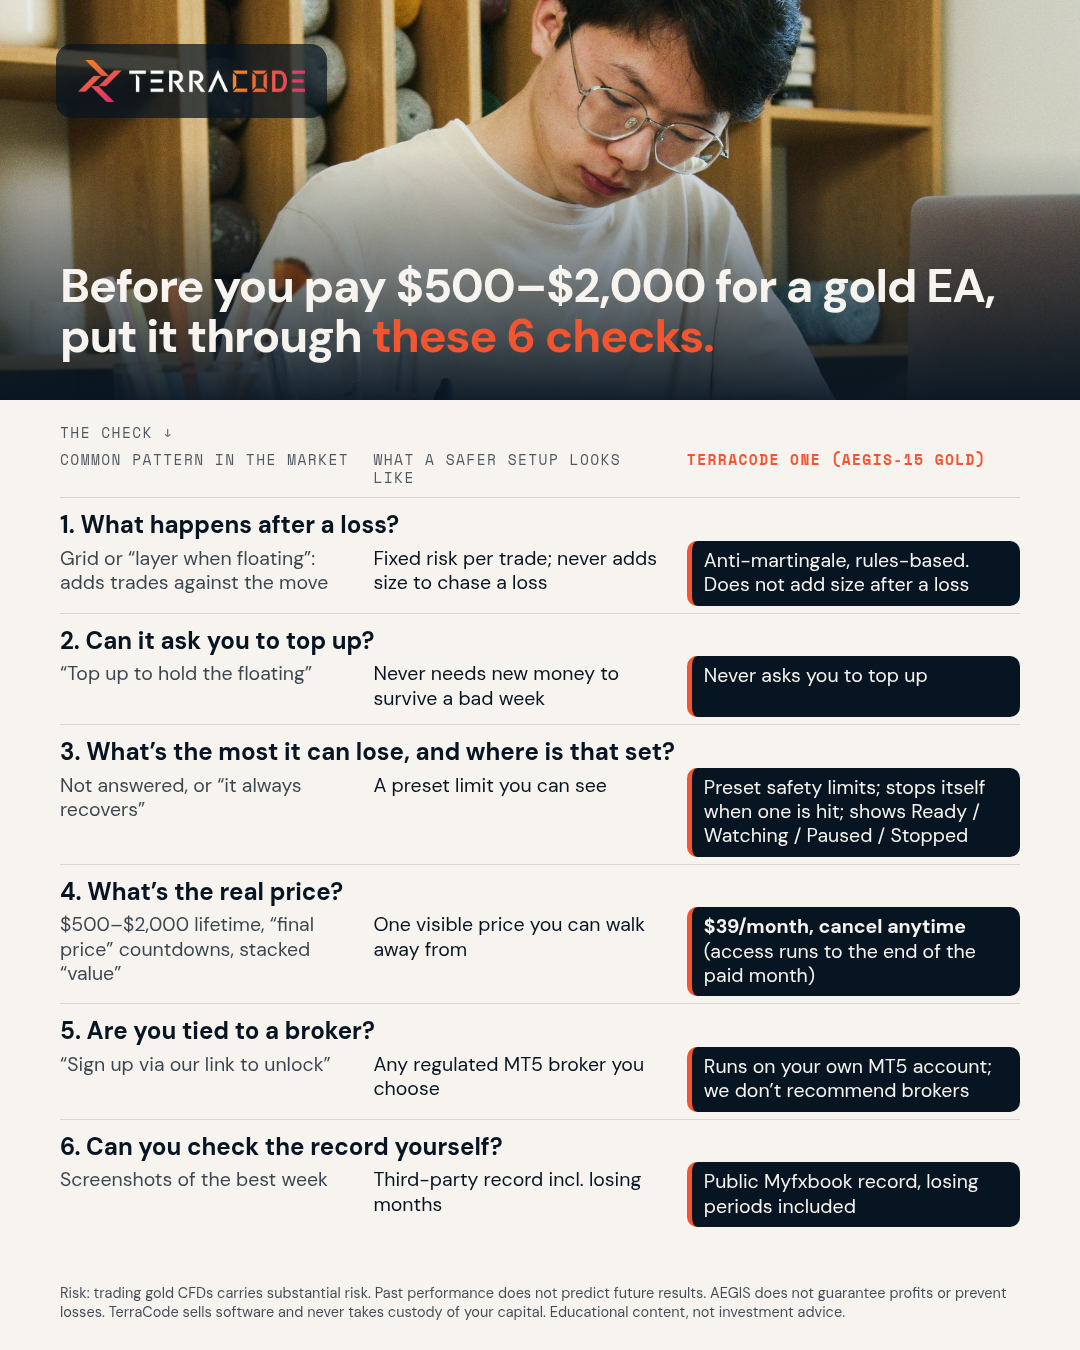 TERRACODE
Before you pay $500–$2,000 for a gold EA,
put it through these 6 checks.
THE CHECK ↓
COMMON PATTERN IN THE MARKET
WHAT A SAFER SETUP LOOKS
LIKE
TERRACODE ONE (AEGIS-15 GOLD)
1. What happens after a loss?
Grid or “layer when floating”:
adds trades against the move
Fixed risk per trade; never adds
size to chase a loss
Anti-martingale, rules-based.
Does not add size after a loss
2. Can it ask you to top up?
“Top up to hold the floating”
Never needs new money to
survive a bad week
Never asks you to top up
3. What’s the most it can lose, and where is that set?
Not answered, or “it always
recovers”
A preset limit you can see
Preset safety limits; stops itself
when one is hit; shows Ready /
Watching / Paused / Stopped
4. What’s the real price?
$500–$2,000 lifetime, “final
price” countdowns, stacked
“value”
One visible price you can walk
away from
$39/month, cancel anytime
(access runs to the end of the
paid month)
5. Are you tied to a broker?
“Sign up via our link to unlock”
Any regulated MT5 broker you
choose
Runs on your own MT5 account;
we don’t recommend brokers
6. Can you check the record yourself?
Screenshots of the best week
Third-party record incl. losing
months
Public Myfxbook record, losing
periods included
Risk: trading gold CFDs carries substantial risk. Past performance does not predict future results. AEGIS does not guarantee profits or prevent
losses. TerraCode sells software and never takes custody of your capital. Educational content, not investment advice.